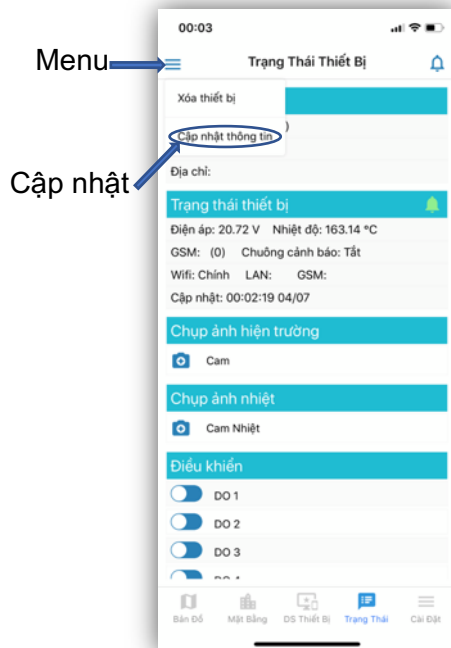 00:03
Menu
Trạng Thái Thiết Bị
Xóa thiết bị
Cập nhật thông tin
)
Cập nhật
Địa chỉ:
Trạng thái thiết bị
Điện áp: 20.72 V Nhiệt độ: 163.14 °C
GSM: (0) Chuông cảnh báo: Tắt
Wifi: Chính LAN: GSM:
Cập nhật: 00:02:19 04/07
Chụp ảnh hiện trường
Cam
Chụp ảnh nhiệt
Cam Nhiệt
Điều khiển
DO 1
DO 2
DO 3
Bản Đồ Mặt Bằng DS Thiết Bị Trạng Thái Cài Đặt